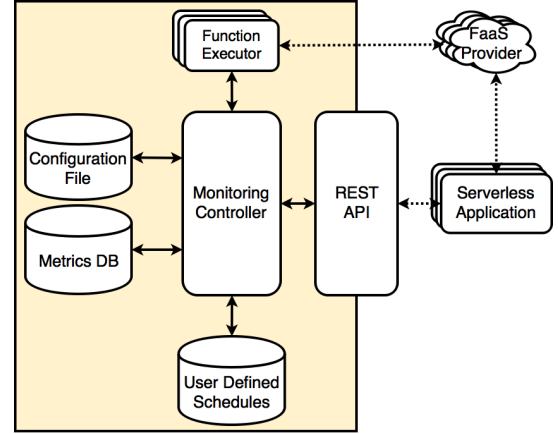 Function
Executor
FaaS
Provider
Configuration
File
Monitoring
Controller
REST
API
Serverless
Application
Metrics DB
User Defined
Schedules